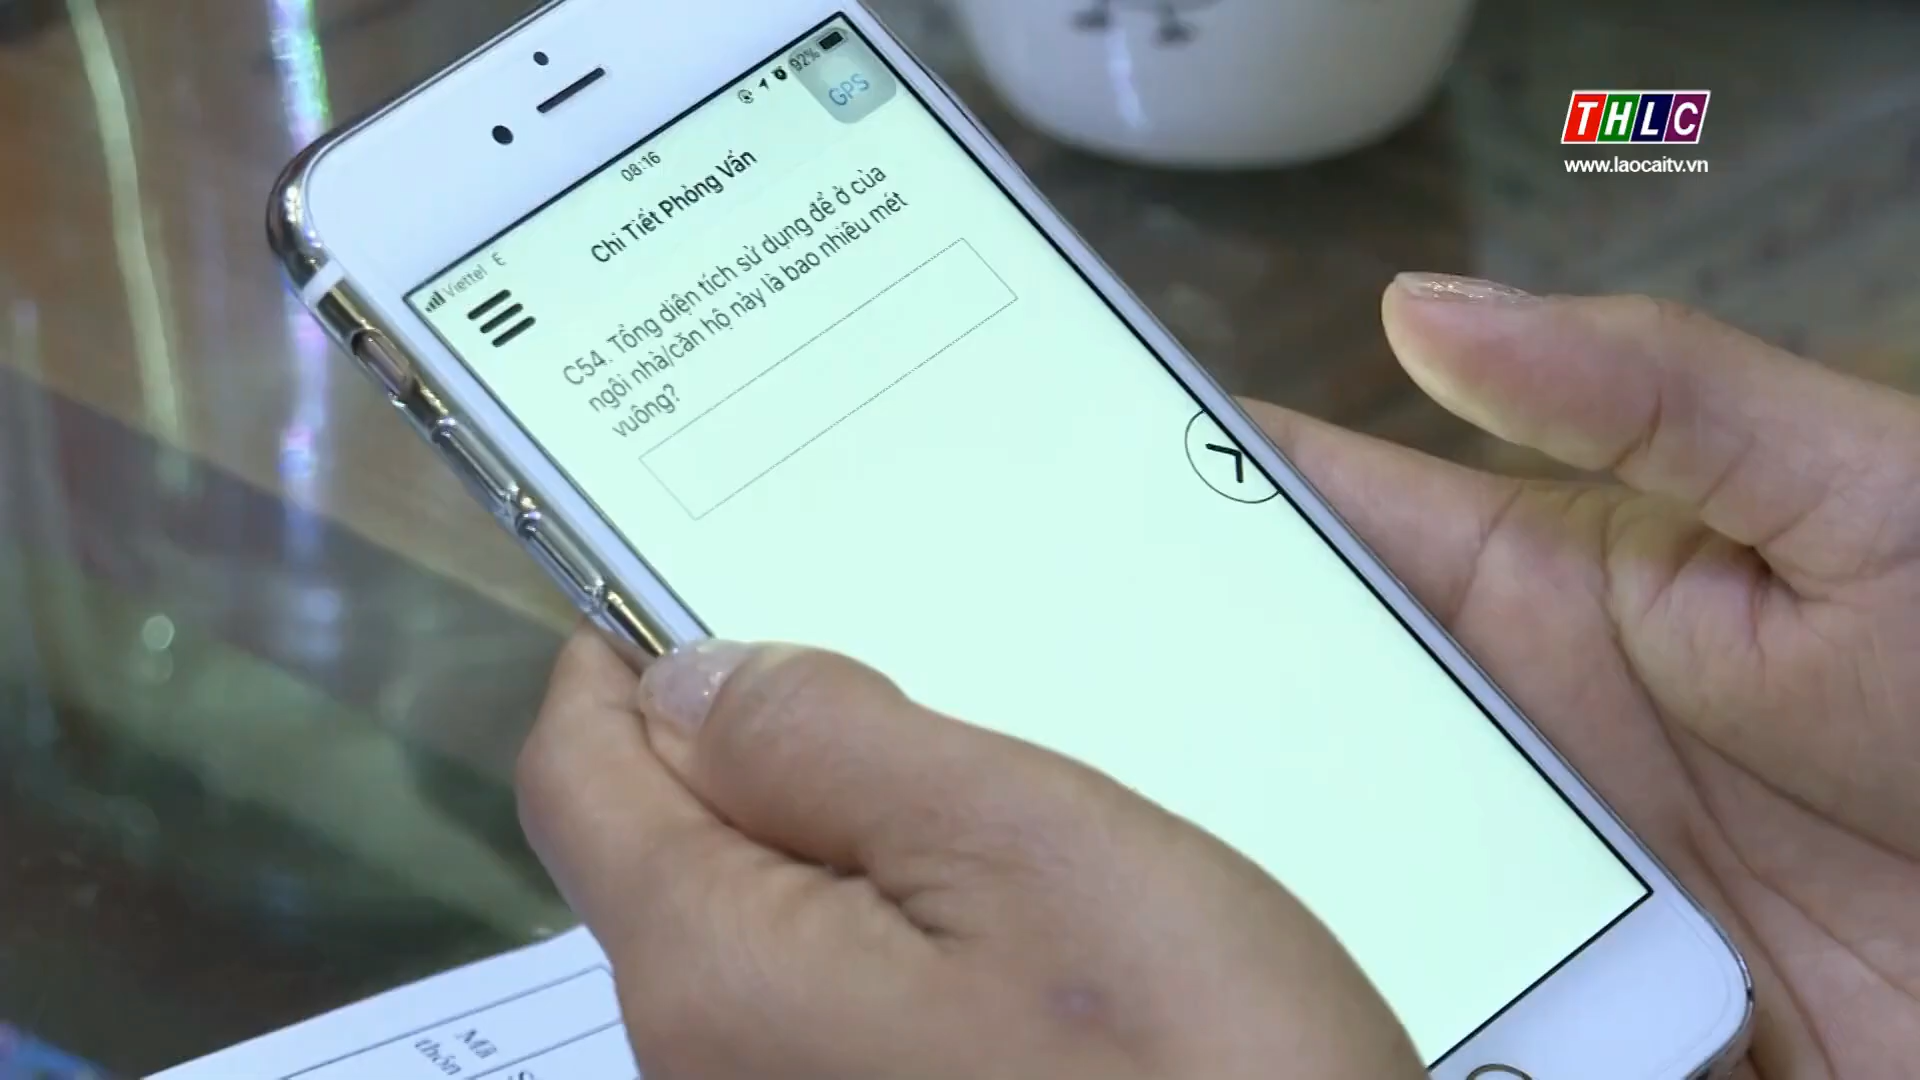 THLC
www.laocaitv.vn
Viettel E
08:16
92%
GPS
Chi Tiết Phỏng Vấn
C54. Tổng diện tích sử dụng để ở của
ngôi nhà/căn hộ này là bao nhiêu mét
vuông?
Mã
thôn